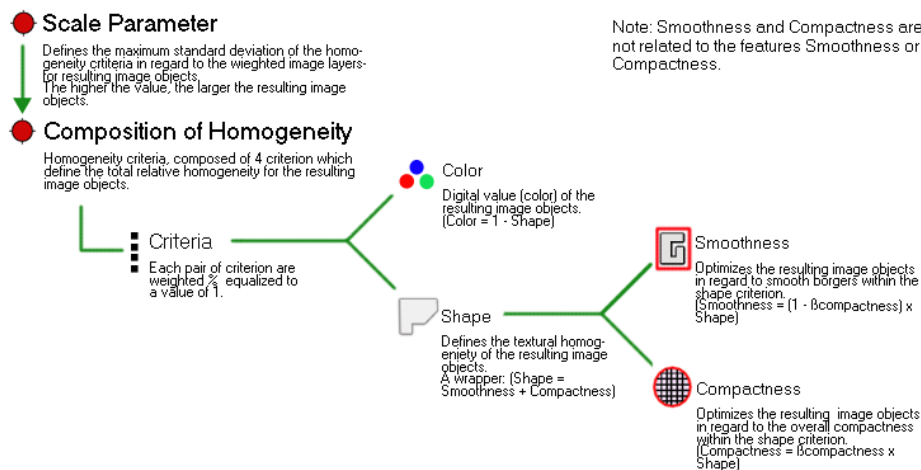 Scale Parameter
Defines the maximum standard deviation of the homo-
geneity critiria in regard to the wieghted image layers-
for resulting image objects.
The higher the value, the larger the resulting image
objects.
Note: Smoothness and Compactness are
not related to the features Smoothness or
Compactness.
Composition of Homogeneity
Homogeneity criteria, composed of 4 criterion which
define the total relative homogeneity for the resulting
image objects.
Color
Digital value (color) of the
resulting image objects.
(Color = 1 - Shape)
Criteria
Each pair of criterion are
weighted % equalized to
a value of 1.
Shape
Defines the textural homog-
eniety of the resulting image
objects.
A wrapper: (Shape =
Smoothness + Compactness)
Smoothness
Optimizes the resulting image objects
in regard to smooth borgers within the
shape criterion.
(Smoothness = (1 - ßcompactness) x
Shape)
Compactness
Optimizes the resulting image objects
in regard to the overall compactness
within the shape criterion.
(Compactness = ßcompactness x
Shape)